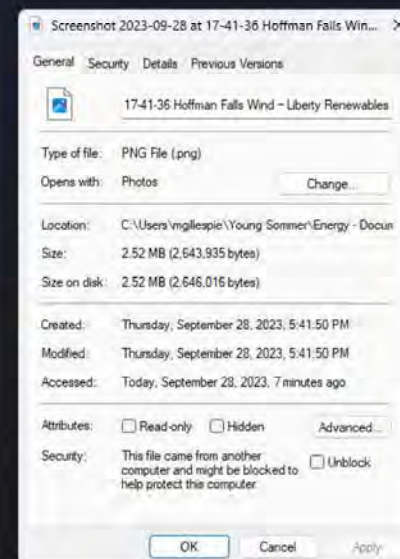 Screenshot 2023-09-28 at 17-41-36 Hoffman Falls Win...
General Security Details Previous Versions
17-41-36 Hoffman Falls Wind – Liberty Renewables
Type of file: PNG File (.png)
Opens with: Photos Change...
Location: C:\Users\mgillespie\Young Sommer\Energy - Docun
Size: 2.52 MB (2,643,935 bytes)
Size on disk: 2.52 MB (2,646,016 bytes)
Created: Thursday, September 28, 2023, 5:41:50 PM
Modified: Thursday, September 28, 2023, 5:41:50 PM
Accessed: Today, September 28, 2023, 7 minutes ago
Attributes: Read-only Hidden Advanced...
Security: This file came from another
computer and might be blocked to
help protect this computer. Unblock
OK Cancel Apply